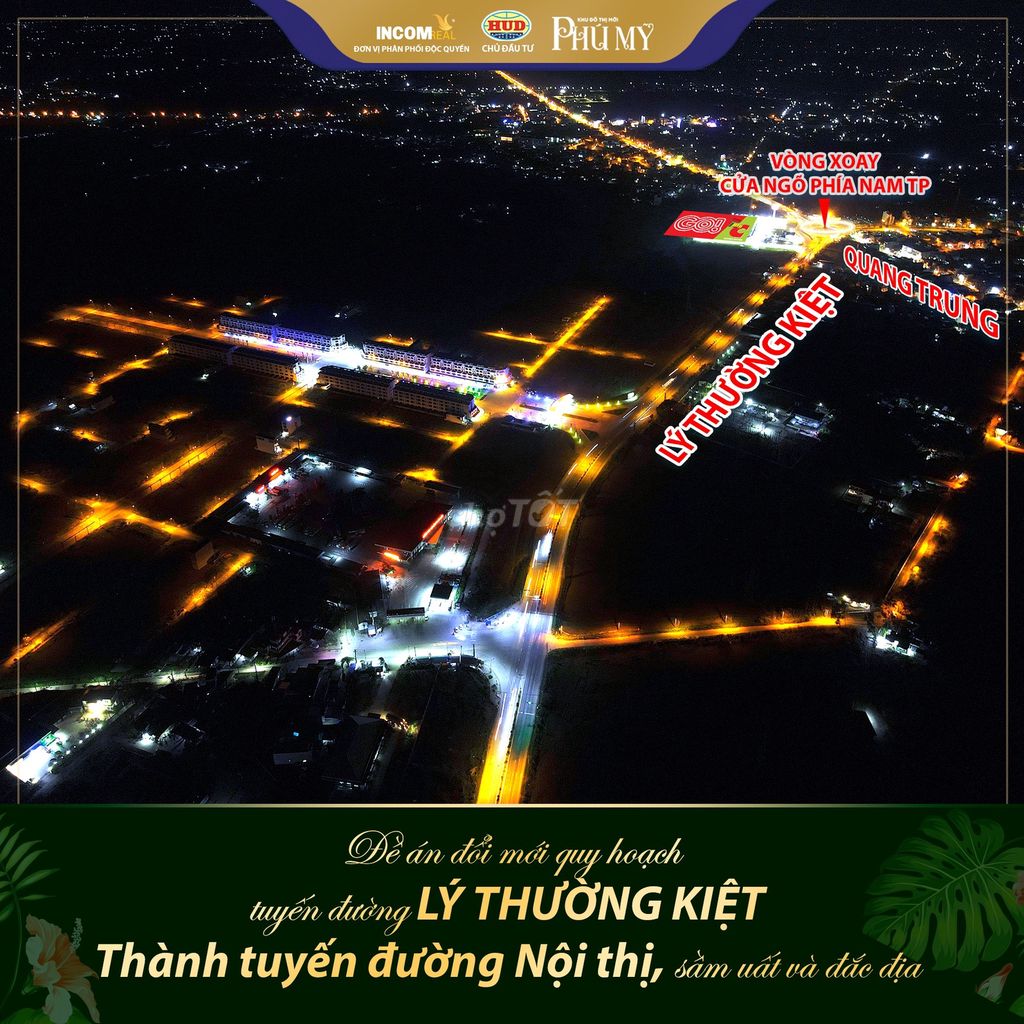 INCOMREAL
ĐƠN VỊ PHÂN PHỐI ĐỘC QUYỀN
HUD
CHỦ ĐẦU TƯ
KHU ĐÔ THỊ MỚI
PHÚ MỸ
VÒNG XOAY
CỬA NGÕ PHÍA NAM TP
GO!
QUANG TRUNG
LÝ THƯỜNG KIỆT
chợTỐT
Đề án đổi mới quy hoạch
tuyến đường LÝ THƯỜNG KIỆT
Thành tuyến đường Nội thị, sầm uất và đắc địa